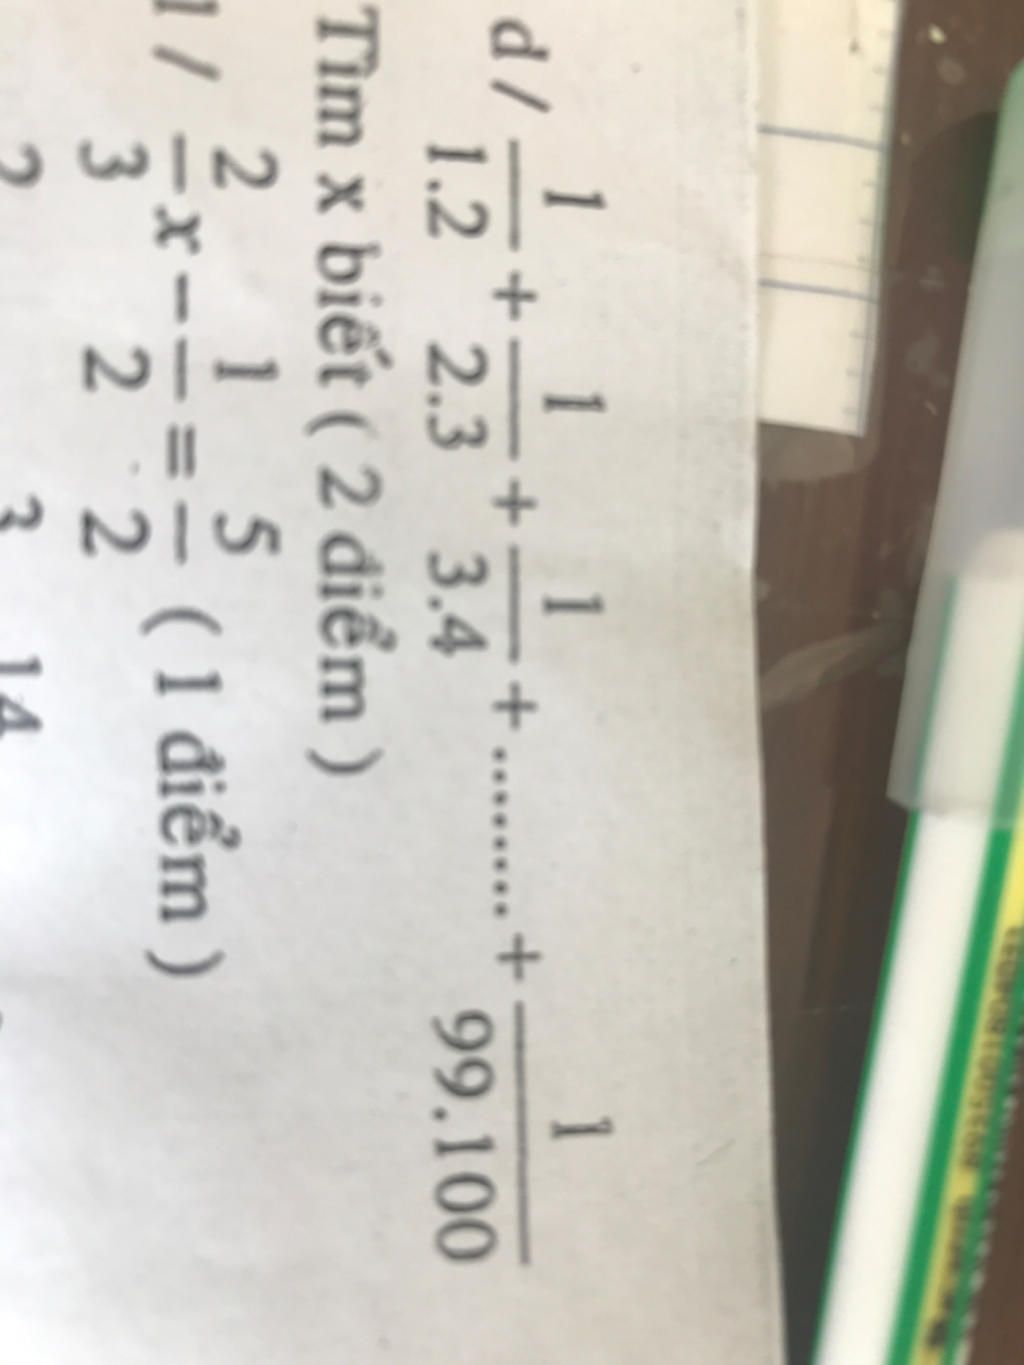 d / 1/1.2 + 1/2.3 + 1/3.4 + ........ + 1/99.100
Tìm x biết ( 2 điểm )
1 / 2/3 x - 1/2 = 5/2 ( 1 điểm )